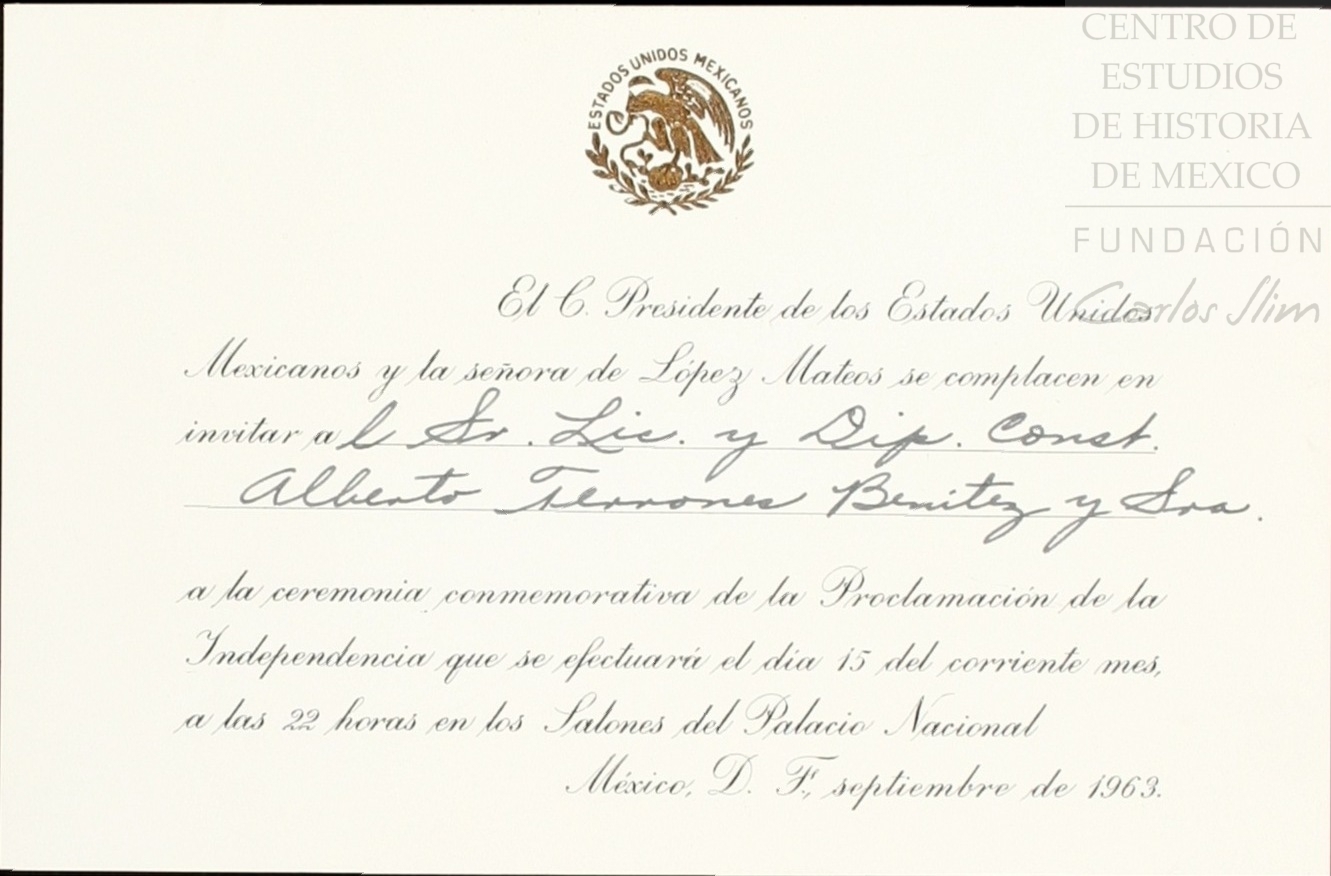 ESTADOS UNIDOS MEXICANOS
CENTRO DE
ESTUDIOS
DE HISTORIA
DE MEXICO
FUNDACIÓN
Carlos Slim
El C. Presidente de los Estados Unidos
Mexicanos y la señora de López Mateos se complacen en
invitar al Sr. Lic. y Dip. Const.
Alberto Terrones Benitez y Sra.
a la ceremonia conmemorativa de la Proclamación de la
Independencia que se efectuará el día 15 del corriente mes,
a las 22 horas en los Salones del Palacio Nacional
México, D. F., septiembre de 1963.